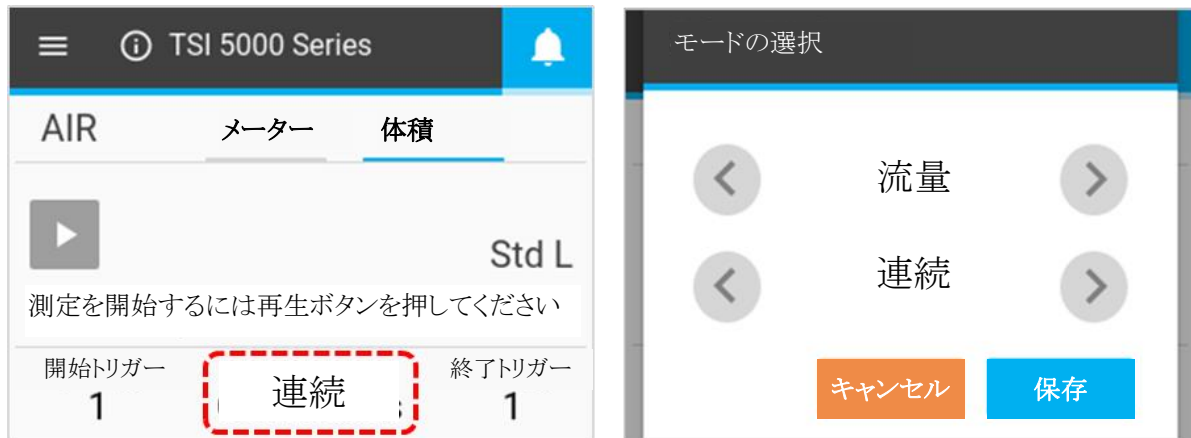 TSI 5000 Series
AIR メーター 体積
Std L
測定を開始するには再生ボタンを押してください
開始トリガー 連続 終了トリガー
1 1
モードの選択
流量
連続
キャンセル 保存